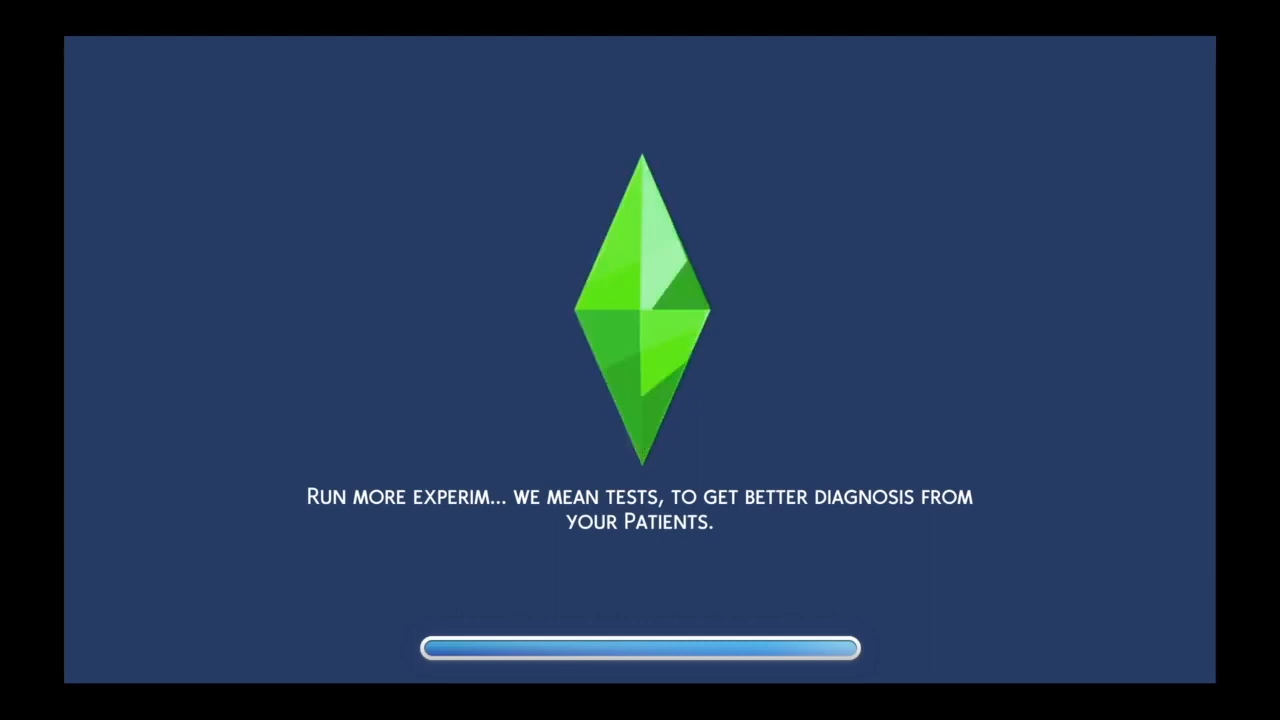 Run more experim... we mean tests, to get better diagnosis from
your Patients.